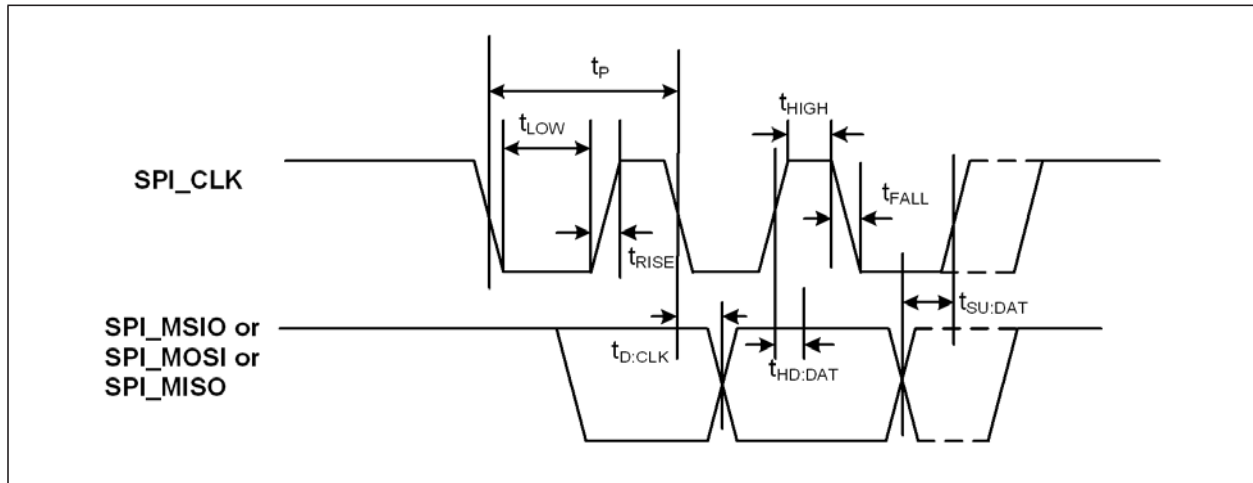 tP
tHIGH
tLOW
SPI_CLK
tFALL
tRISE
tSU:DAT
SPI_MSIO or
SPI_MOSI or
SPI_MISO
tD:CLK
tHD:DAT